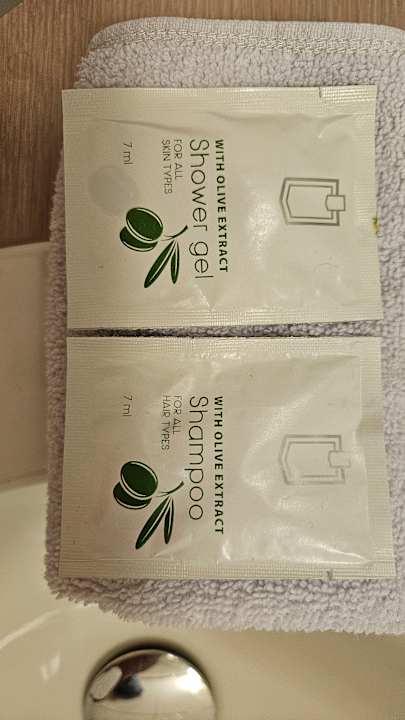 WITH OLIVE EXTRACT
Shower gel
FOR ALL
SKIN TYPES
7 ml
WITH OLIVE EXTRACT
Shampoo
FOR ALL
HAIR TYPES
7 ml